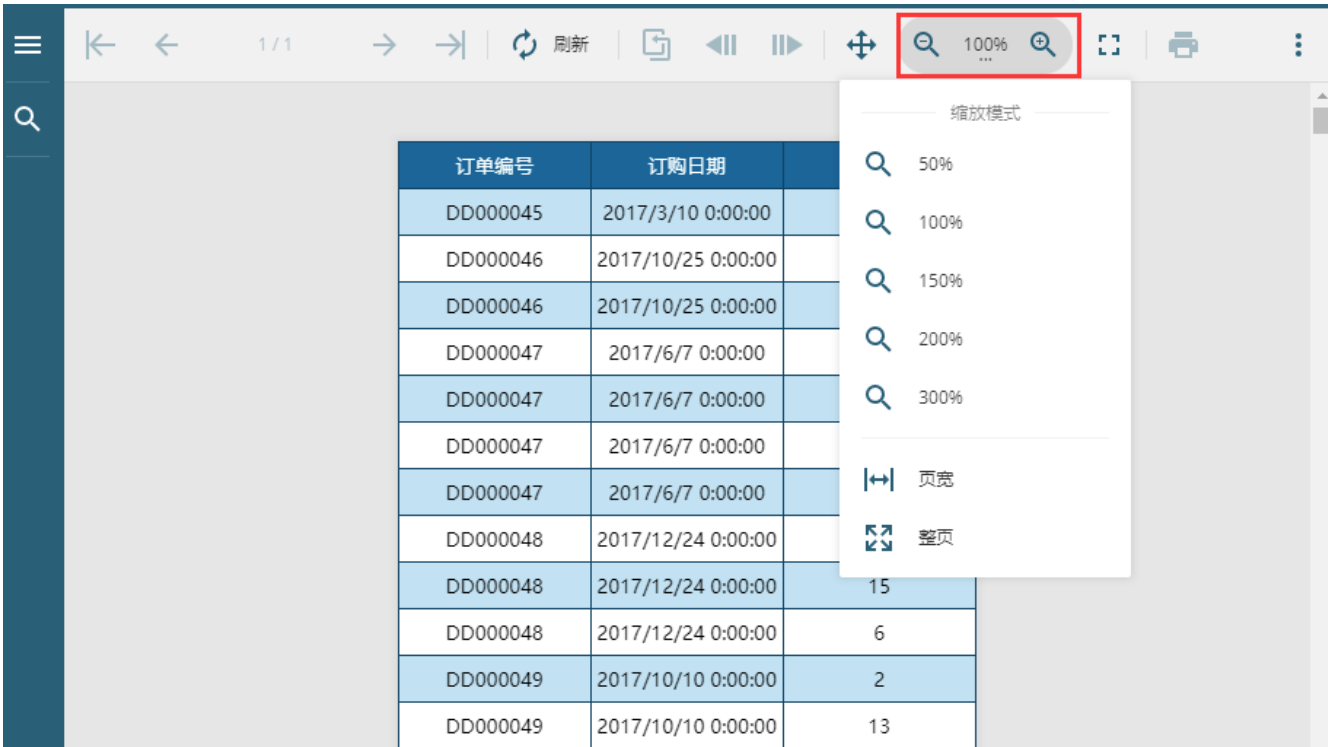 1 / 1 刷新 100%
缩放模式
50%
100%
150%
200%
300%
页宽
整页
订单编号 订购日期
DD000045 2017/3/10 0:00:00
DD000046 2017/10/25 0:00:00
DD000046 2017/10/25 0:00:00
DD000047 2017/6/7 0:00:00
DD000047 2017/6/7 0:00:00
DD000047 2017/6/7 0:00:00
DD000047 2017/6/7 0:00:00
DD000048 2017/12/24 0:00:00
DD000048 2017/12/24 0:00:00 15
DD000048 2017/12/24 0:00:00 6
DD000049 2017/10/10 0:00:00 2
DD000049 2017/10/10 0:00:00 13